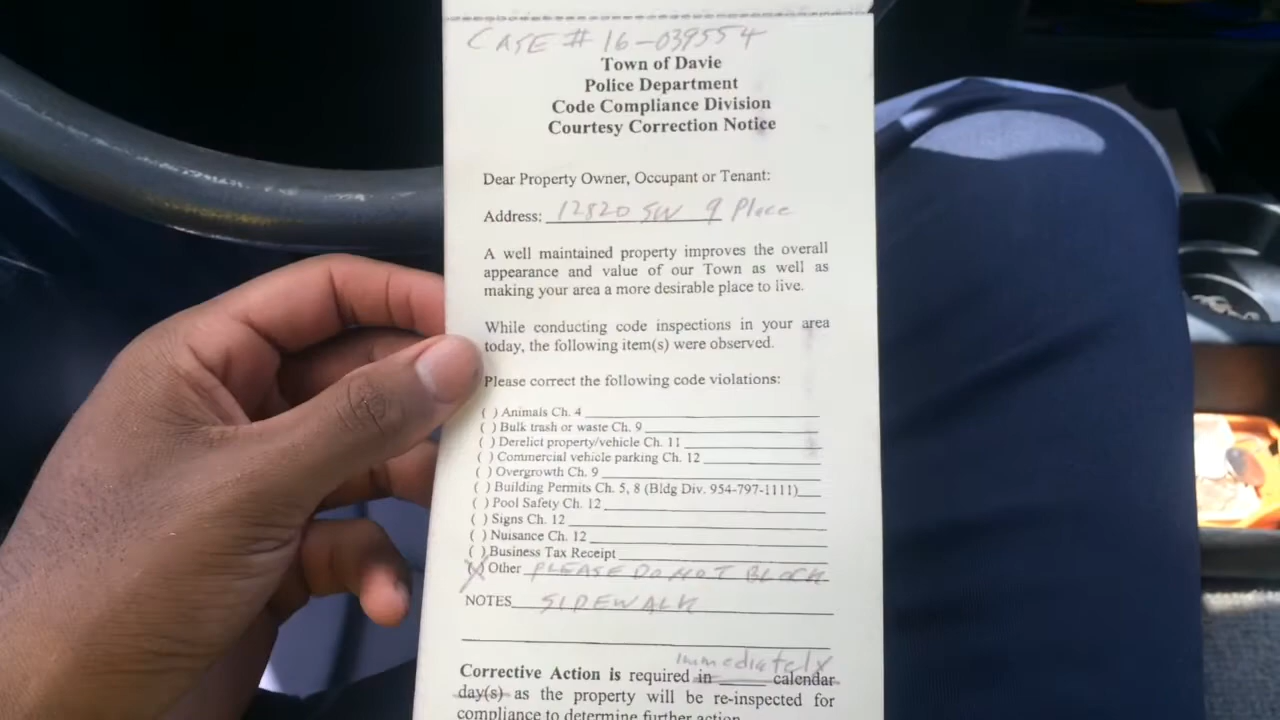 CASE # 16-039554
Town of Davie
Police Department
Code Compliance Division
Courtesy Correction Notice
Dear Property Owner, Occupant or Tenant:
Address: 12820 SW 9 Place
A well maintained property improves the overall
appearance and value of our Town as well as
making your area a more desirable place to live.
While conducting code inspections in your area
today, the following item(s) were observed.
Please correct the following code violations:
( ) Animals Ch. 4
( ) Bulk trash or waste Ch. 9
( ) Derelict property/vehicle Ch. 11
( ) Commercial vehicle parking Ch. 12
( ) Overgrowth Ch. 9
( ) Building Permits Ch. 5, 8 (Bldg Div. 954-797-1111)
( ) Pool Safety Ch. 12
( ) Signs Ch. 12
( ) Nuisance Ch. 12
( ) Business Tax Receipt
(X) Other PLEASE DO NOT BLOCK
NOTES SIDEWALK
immediately
Corrective Action is required in ____ calendar
day(s) as the property will be re-inspected for
compliance to determine further action.